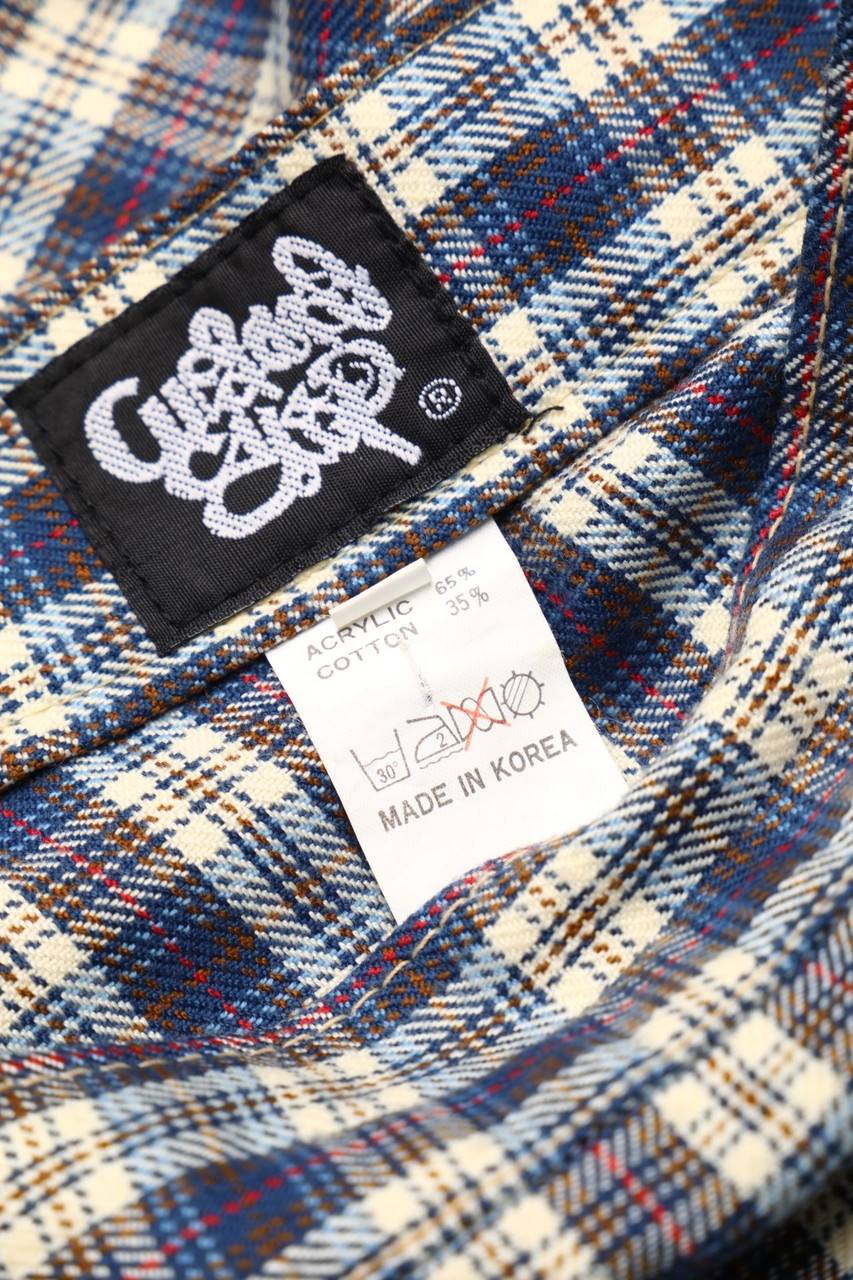 ®
ACRYLIC 65%
COTTON 35%
30° 2
MADE IN KOREA